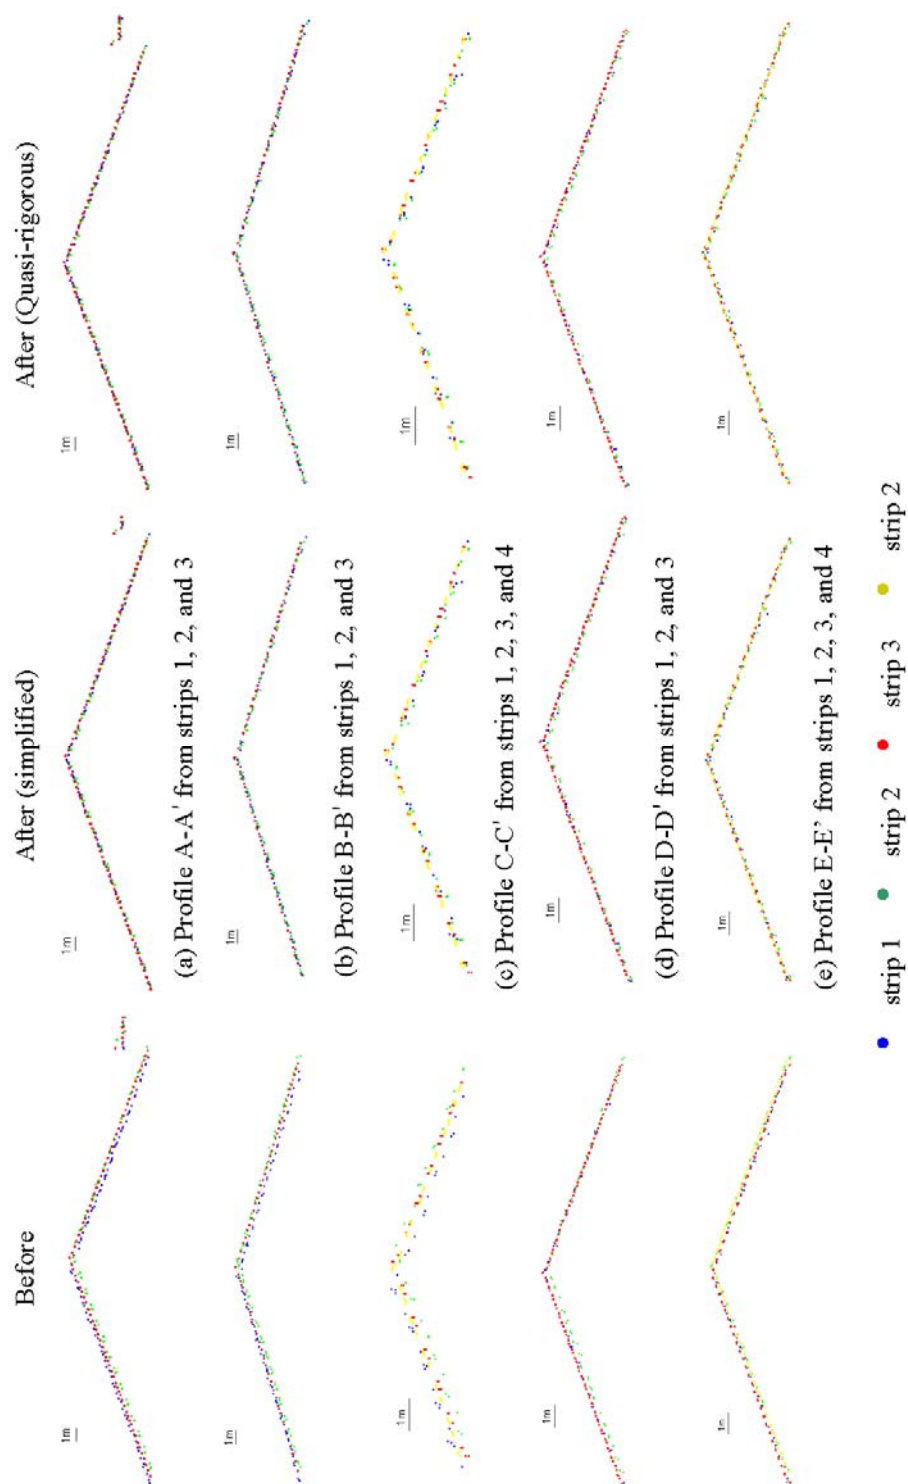 Before After (simplified) After (Quasi-rigorous)
1m 1m 1m
(a) Profile A-A' from strips 1, 2, and 3
1m 1m 1m
(b) Profile B-B' from strips 1, 2, and 3
1m 1m 1m
(c) Profile C-C' from strips 1, 2, 3, and 4
1m 1m 1m
(d) Profile D-D' from strips 1, 2, and 3
1m 1m 1m
(e) Profile E-E’ from strips 1, 2, 3, and 4
strip 1 strip 2 strip 3 strip 2